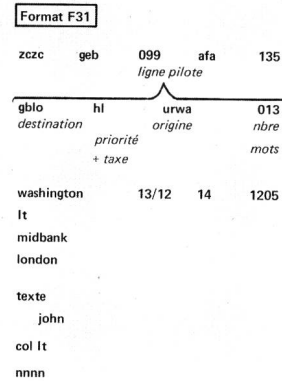 Format F31
zczc geb 099 afa 135
ligne pilote
gblo hl urwa 013
destination origine nbre
priorité mots
+ taxe
washington 13/12 14 1205
lt
midbank
london
texte
john
col lt
nnnn